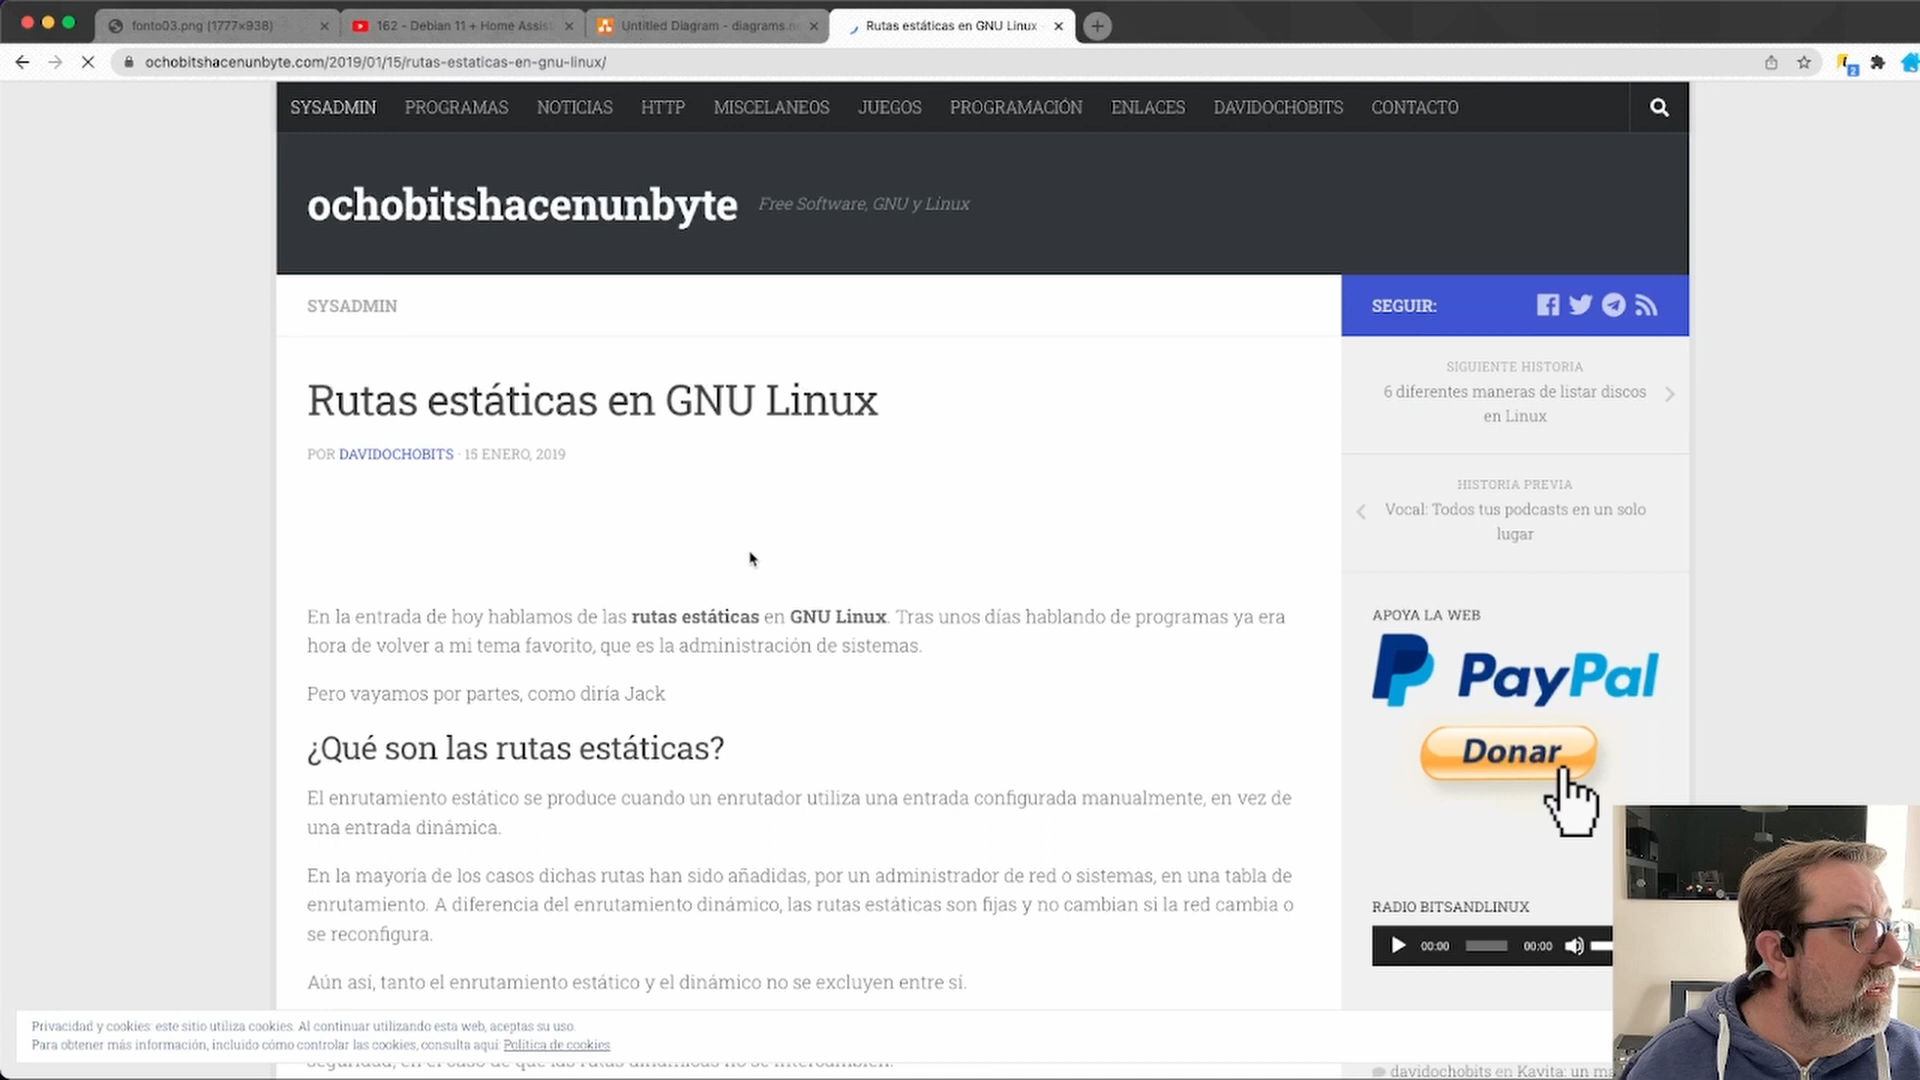 fonto03.png (1777×938)
162 - Debian 11 + Home Assist
Untitled Diagram - diagrams.n
Rutas estáticas en GNU Linux
ochobitshacenunbyte.com/2019/01/15/rutas-estaticas-en-gnu-linux/
2
SYSADMIN PROGRAMAS NOTICIAS HTTP MISCELANEOS JUEGOS PROGRAMACIÓN ENLACES DAVIDOCHOBITS CONTACTO
ochobitshacenunbyte Free Software, GNU y Linux
SYSADMIN
Rutas estáticas en GNU Linux
POR DAVIDOCHOBITS · 15 ENERO, 2019
En la entrada de hoy hablamos de las rutas estáticas en GNU Linux. Tras unos días hablando de programas ya era
hora de volver a mi tema favorito, que es la administración de sistemas.
Pero vayamos por partes, como diría Jack
¿Qué son las rutas estáticas?
El enrutamiento estático se produce cuando un enrutador utiliza una entrada configurada manualmente, en vez de
una entrada dinámica.
En la mayoría de los casos dichas rutas han sido añadidas, por un administrador de red o sistemas, en una tabla de
enrutamiento. A diferencia del enrutamiento dinámico, las rutas estáticas son fijas y no cambian si la red cambia o
se reconfigura.
Aún así, tanto el enrutamiento estático y el dinámico no se excluyen entre sí.
seguridad, en el caso de que las rutas dinámicas no se intercambien.
SEGUIR:
SIGUIENTE HISTORIA
6 diferentes maneras de listar discos
en Linux
HISTORIA PREVIA
Vocal: Todos tus podcasts en un solo
lugar
APOYA LA WEB
PayPal
Donar
RADIO BITSANDLINUX
00:00 00:00
davidochobits en Kavita: un ma
Privacidad y cookies: este sitio utiliza cookies. Al continuar utilizando esta web, aceptas su uso.
Para obtener más información, incluido cómo controlar las cookies, consulta aquí: Política de cookies